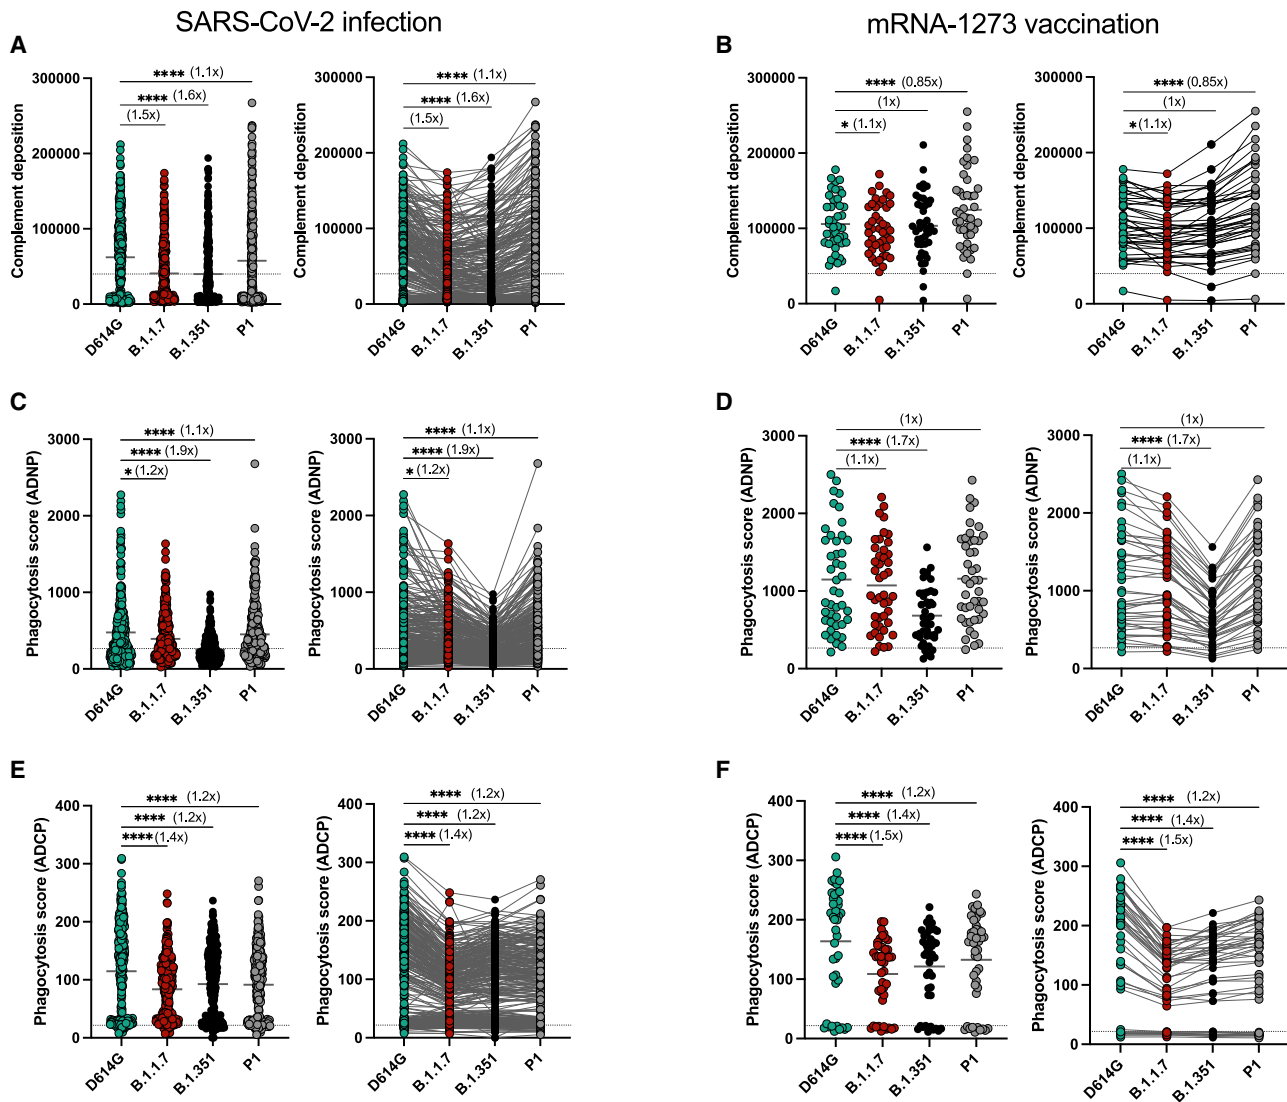 SARS-CoV-2 infection
mRNA-1273 vaccination
A
Complement deposition
300000
200000
100000
0
**** (1.1x)
**** (1.6x)
(1.5x)
D614G
B.1.1.7
B.1.351
P1
Complement deposition
300000
200000
100000
0
**** (1.1x)
**** (1.6x)
(1.5x)
D614G
B.1.1.7
B.1.351
P1
B
Complement deposition
300000
200000
100000
0
**** (0.85x)
(1x)
* (1.1x)
D614G
B.1.1.7
B.1.351
P1
Complement deposition
300000
200000
100000
0
**** (0.85x)
(1x)
* (1.1x)
D614G
B.1.1.7
B.1.351
P1
C
Phagocytosis score (ADNP)
3000
2000
1000
0
**** (1.1x)
**** (1.9x)
* (1.2x)
D614G
B.1.1.7
B.1.351
P1
Phagocytosis score (ADNP)
3000
2000
1000
0
**** (1.1x)
**** (1.9x)
* (1.2x)
D614G
B.1.1.7
B.1.351
P1
D
Phagocytosis score (ADNP)
3000
2000
1000
0
(1x)
**** (1.7x)
(1.1x)
D614G
B.1.1.7
B.1.351
P1
Phagocytosis score (ADNP)
3000
2000
1000
0
(1x)
**** (1.7x)
(1.1x)
D614G
B.1.1.7
B.1.351
P1
E
Phagocytosis score (ADCP)
400
300
200
100
0
**** (1.2x)
**** (1.2x)
**** (1.4x)
D614G
B.1.1.7
B.1.351
P1
Phagocytosis score (ADCP)
400
300
200
100
0
**** (1.2x)
**** (1.2x)
**** (1.4x)
D614G
B.1.1.7
B.1.351
P1
F
Phagocytosis score (ADCP)
400
300
200
100
0
**** (1.2x)
**** (1.4x)
**** (1.5x)
D614G
B.1.1.7
B.1.351
P1
Phagocytosis score (ADCP)
400
300
200
100
0
**** (1.2x)
**** (1.4x)
**** (1.5x)
D614G
B.1.1.7
B.1.351
P1